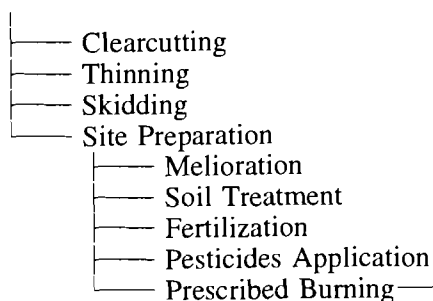 Clearcutting
Thinning
Skidding
Site Preparation
Melioration
Soil Treatment
Fertilization
Pesticides Application
Prescribed Burning